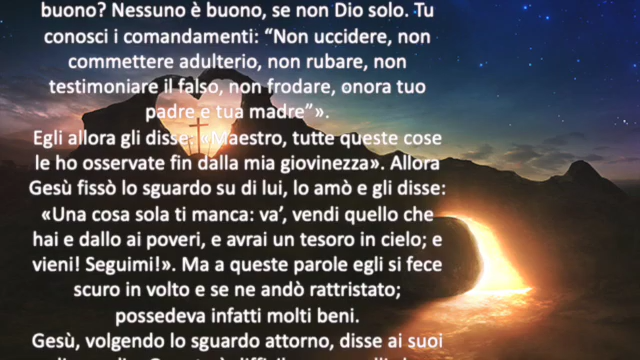 buono? Nessuno è buono, se non Dio solo. Tu
conosci i comandamenti: “Non uccidere, non
commettere adulterio, non rubare, non
testimoniare il falso, non frodare, onora tuo
padre e tua madre”».
Egli allora gli disse: «Maestro, tutte queste cose
le ho osservate fin dalla mia giovinezza». Allora
Gesù fissò lo sguardo su di lui, lo amò e gli disse:
«Una cosa sola ti manca: va’, vendi quello che
hai e dallo ai poveri, e avrai un tesoro in cielo; e
vieni! Seguimi!». Ma a queste parole egli si fece
scuro in volto e se ne andò rattristato;
possedeva infatti molti beni.
Gesù, volgendo lo sguardo attorno, disse ai suoi